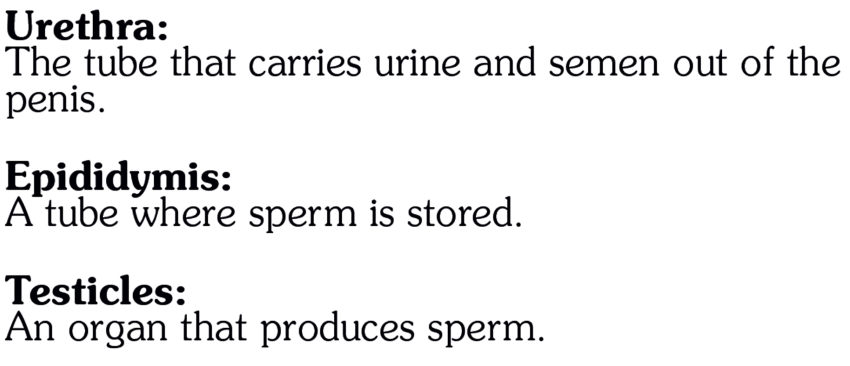 Urethra:
The tube that carries urine and semen out of the
penis.
Epididymis:
A tube where sperm is stored.
Testicles:
An organ that produces sperm.